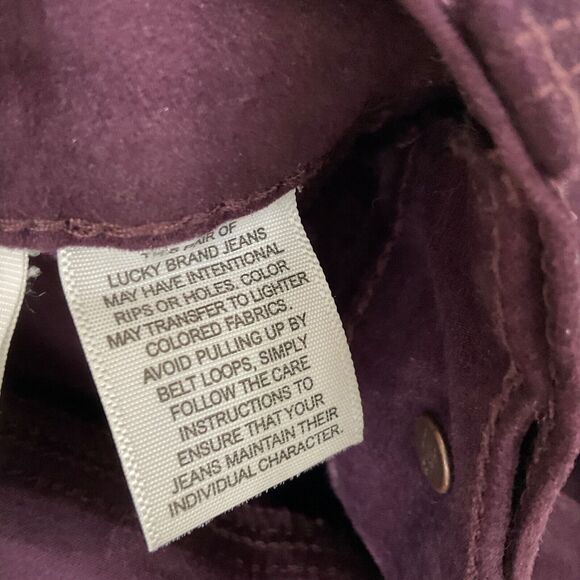 PAIR OF
LUCKY BRAND JEANS
MAY HAVE INTENTIONAL
RIPS OR HOLES, COLOR
MAY TRANSFER TO LIGHTER
COLORED FABRICS.
AVOID PULLING UP BY
BELT LOOPS, SIMPLY
FOLLOW THE CARE
INSTRUCTIONS TO
ENSURE THAT YOUR
JEANS MAINTAIN THEIR
INDIVIDUAL CHARACTER.